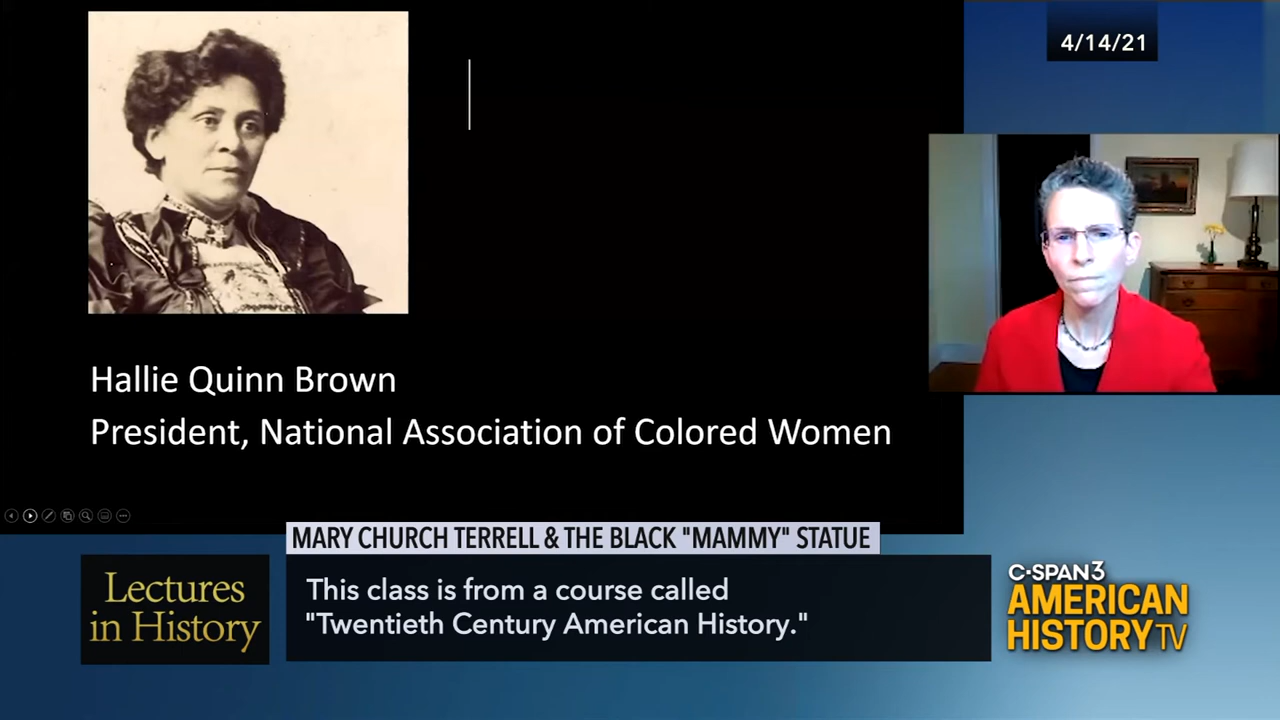 4/14/21
Hallie Quinn Brown
President, National Association of Colored Women
MARY CHURCH TERRELL & THE BLACK "MAMMY" STATUE
Lectures
in History
This class is from a course called
"Twentieth Century American History."
C-SPAN3
AMERICAN
HISTORY TV